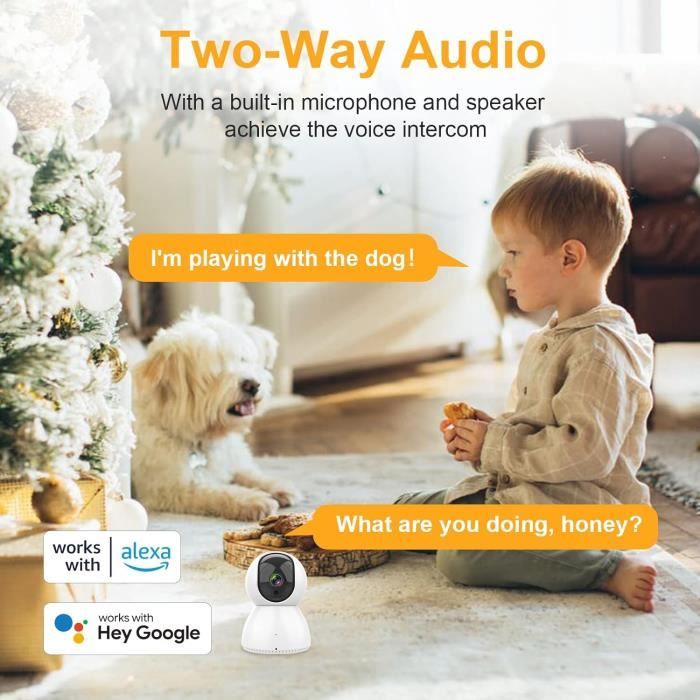 Two-Way Audio
With a built-in microphone and speaker
achieve the voice intercom
I'm playing with the dog!
What are you doing, honey?
works
with
alexa
works with
Hey Google